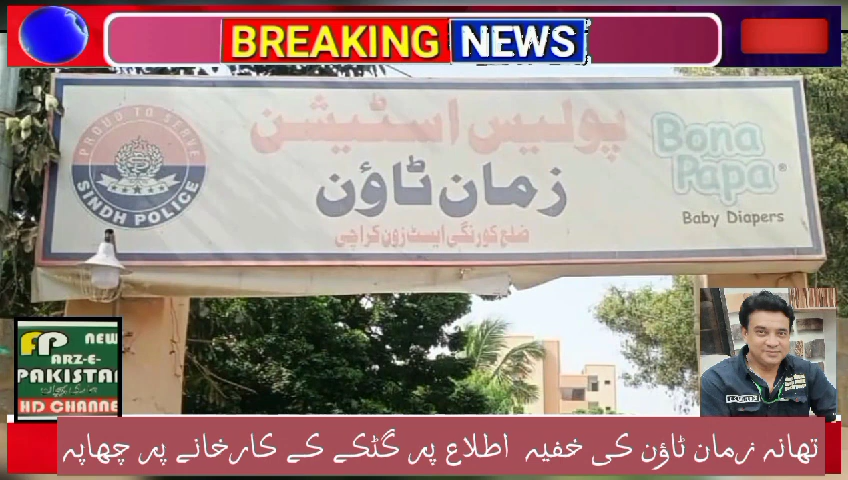 BREAKING NEWS
PROUD TO SERVE
SINDH POLICE
پولیس اسٹیشن
زمان ٹاؤن
ضلع کورنگی ایسٹ زون کراچی
Bona
Papa®
Baby Diapers
FP NEW
ARZ-E-
PAKISTAN
HD CHANNE
تھانہ زمان ٹاؤن کی خفیہ اطلاع پر گٹکے کے کارخانے پر چھاپہ